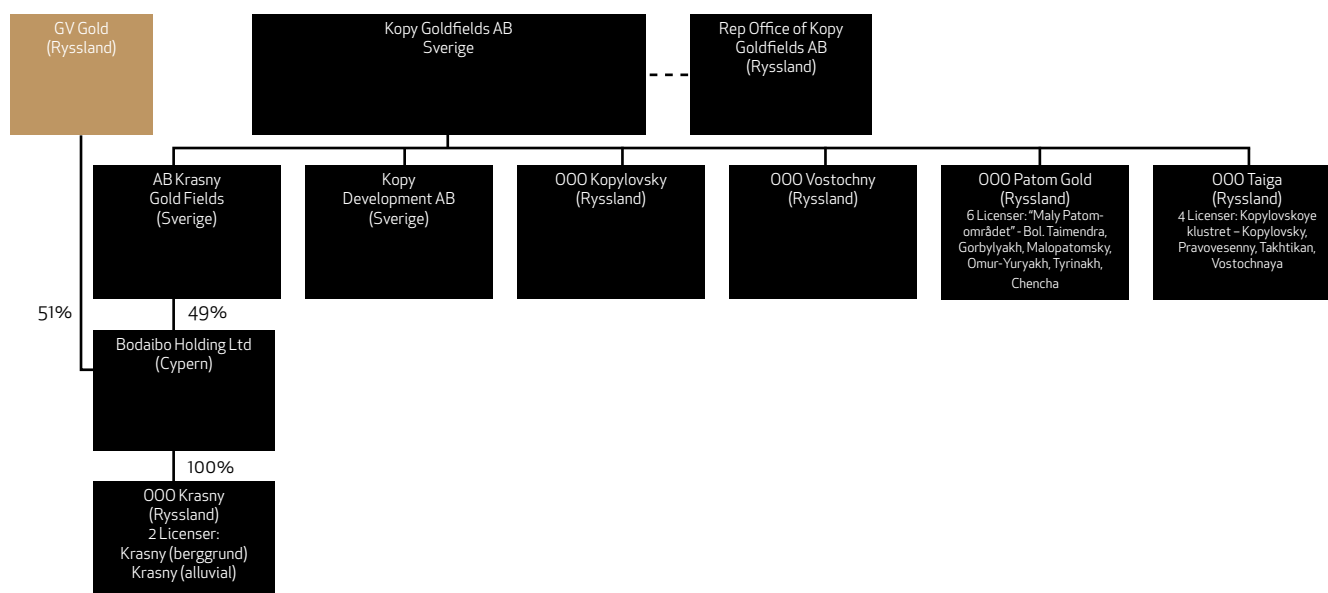 GV Gold
(Ryssland)
Kopy Goldfields AB
Sverige
Rep Office of Kopy
Goldfields AB
(Ryssland)
AB Krasny
Gold Fields
(Sverige)
Kopy
Development AB
(Sverige)
OOO Kopylovsky
(Ryssland)
OOO Vostochny
(Ryssland)
OOO Patom Gold
(Ryssland)
6 Licenser: “Maly Patom-
området” - Bol. Taimendra,
Gorbylyakh, Malopatomsky,
Omur-Yuryakh, Tyrinakh,
Chencha
OOO Taiga
(Ryssland)
4 Licenser: Kopylovskoye
klustret – Kopylovsky,
Pravovesenny, Takhtikan,
Vostochnaya
51%
49%
Bodaibo Holding Ltd
(Cypern)
100%
OOO Krasny
(Ryssland)
2 Licenser:
Krasny (berggrund)
Krasny (alluvial)